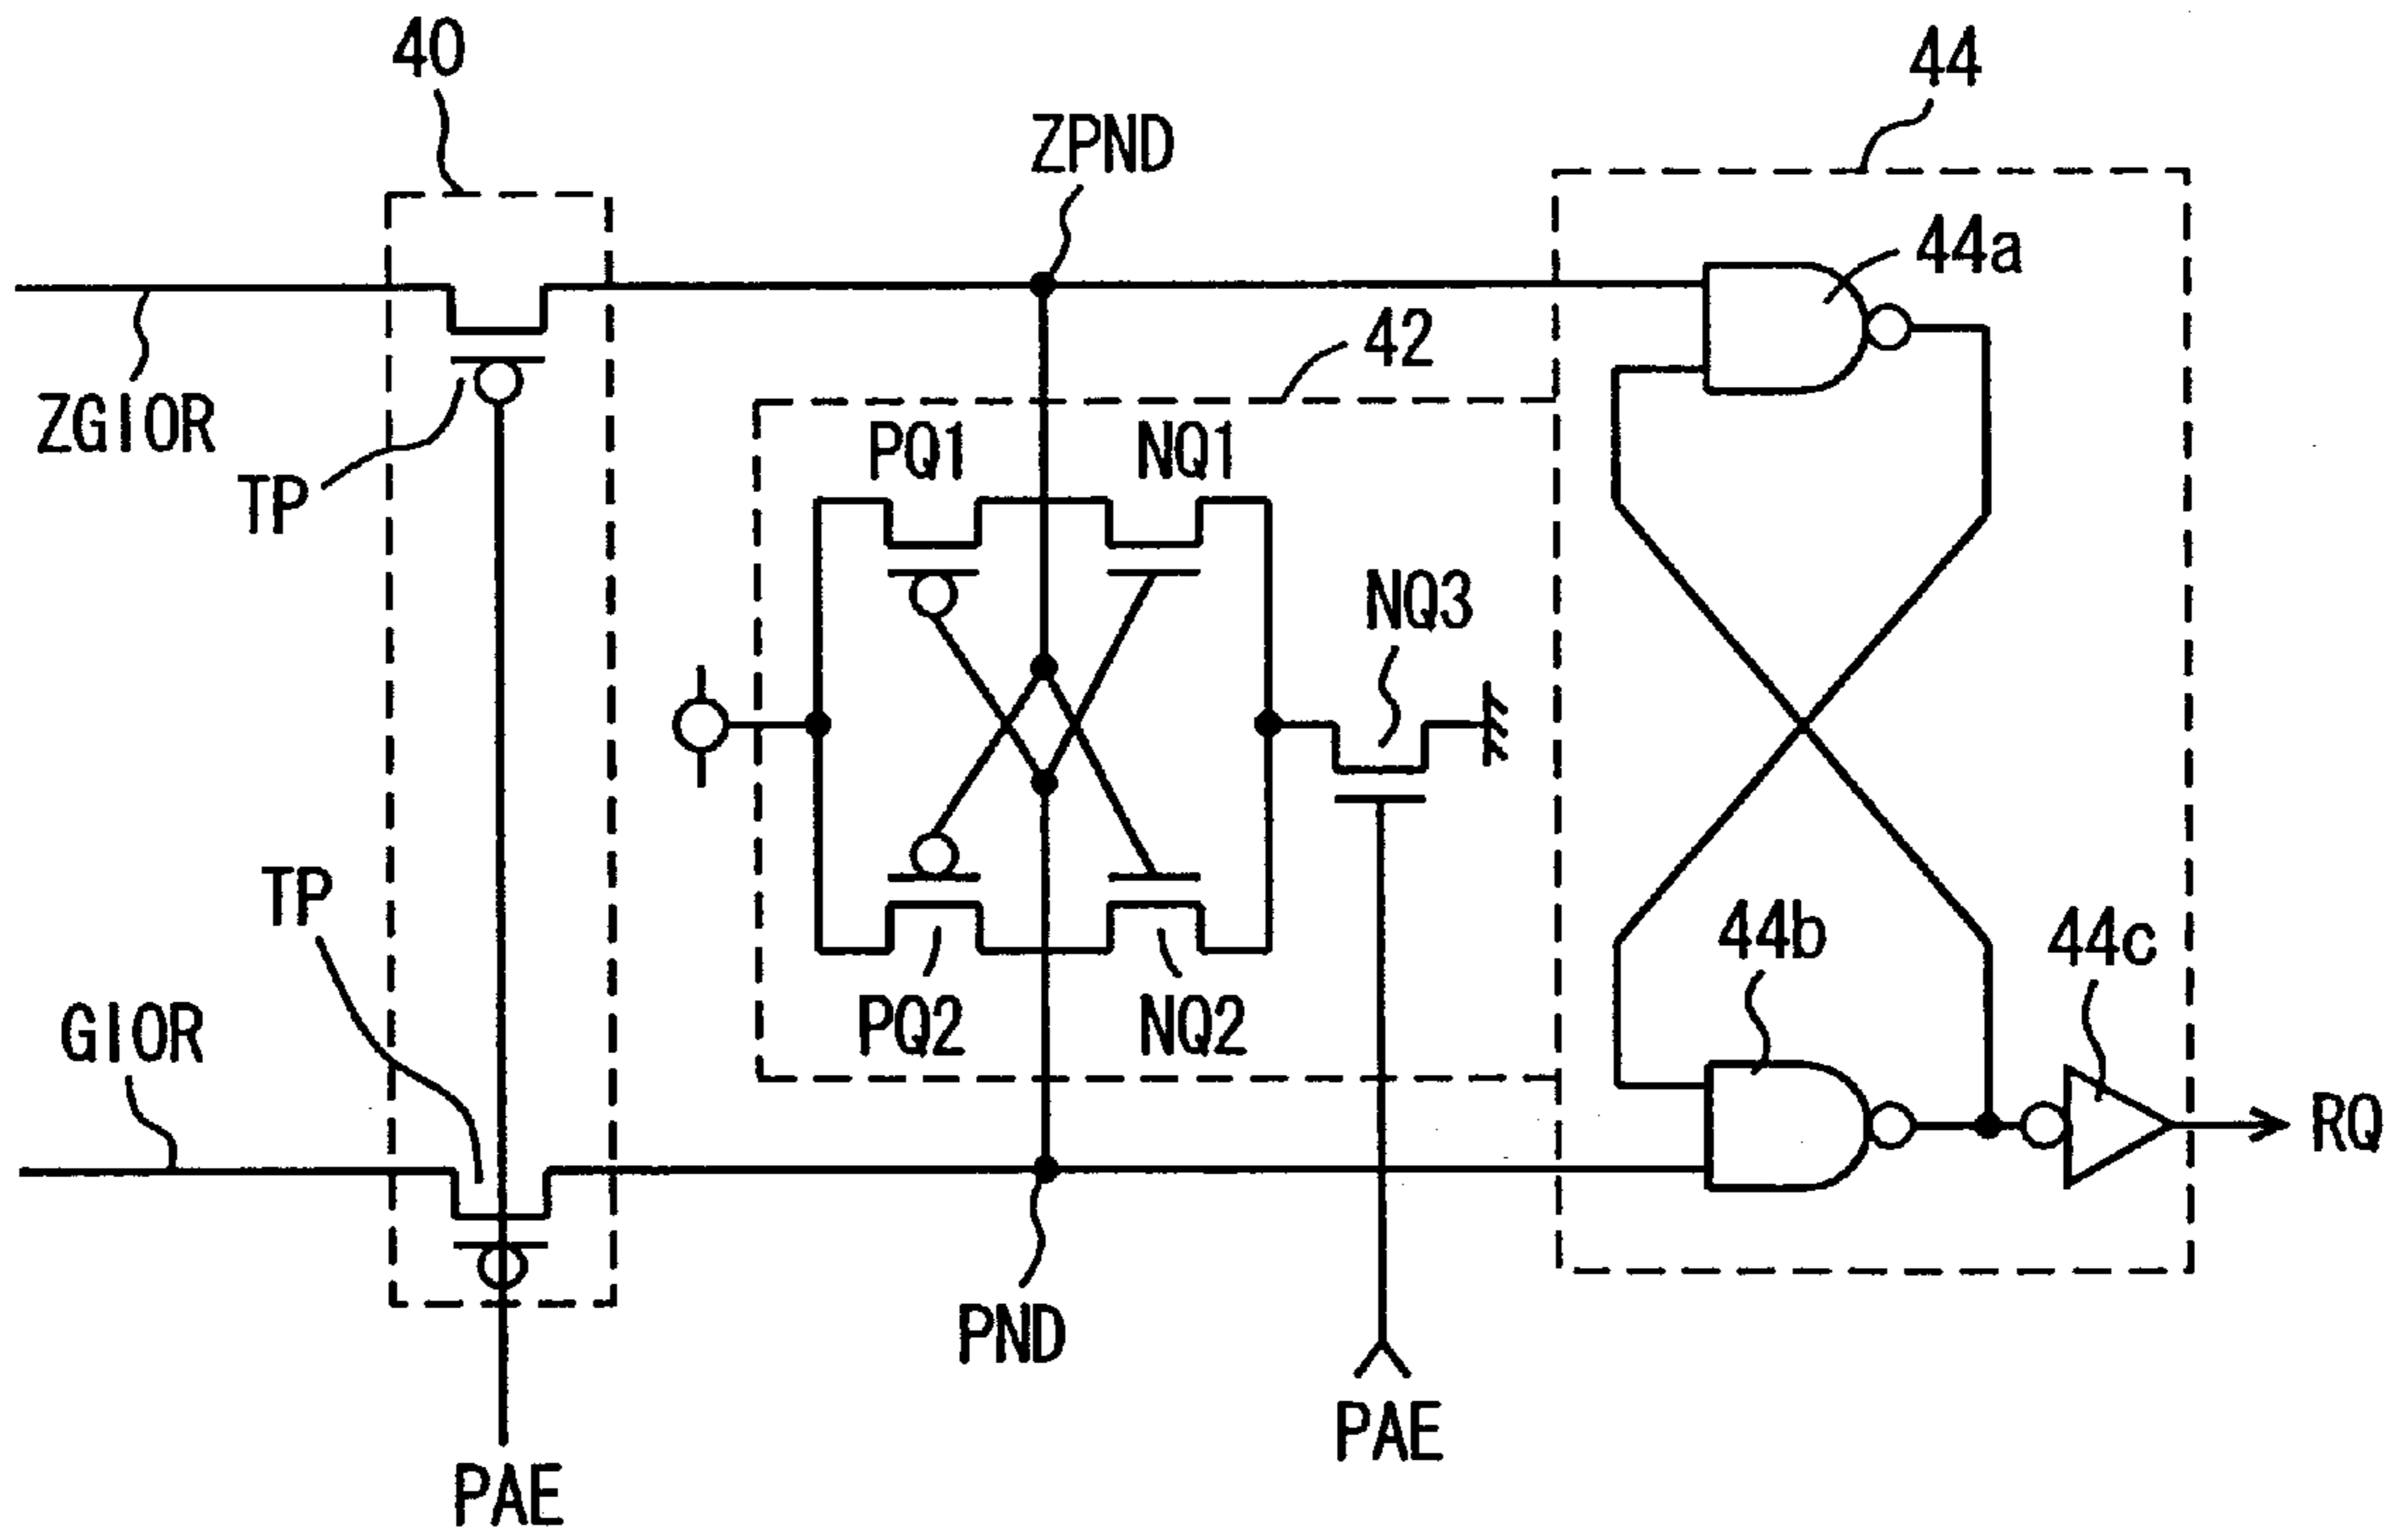 40
44
ZPND
44a
42
ZGIOR
PQ1
NQ1
TP
NQ3
TP
44b
44c
GIOR
PQ2
NQ2
RQ
PND
PAE
PAE